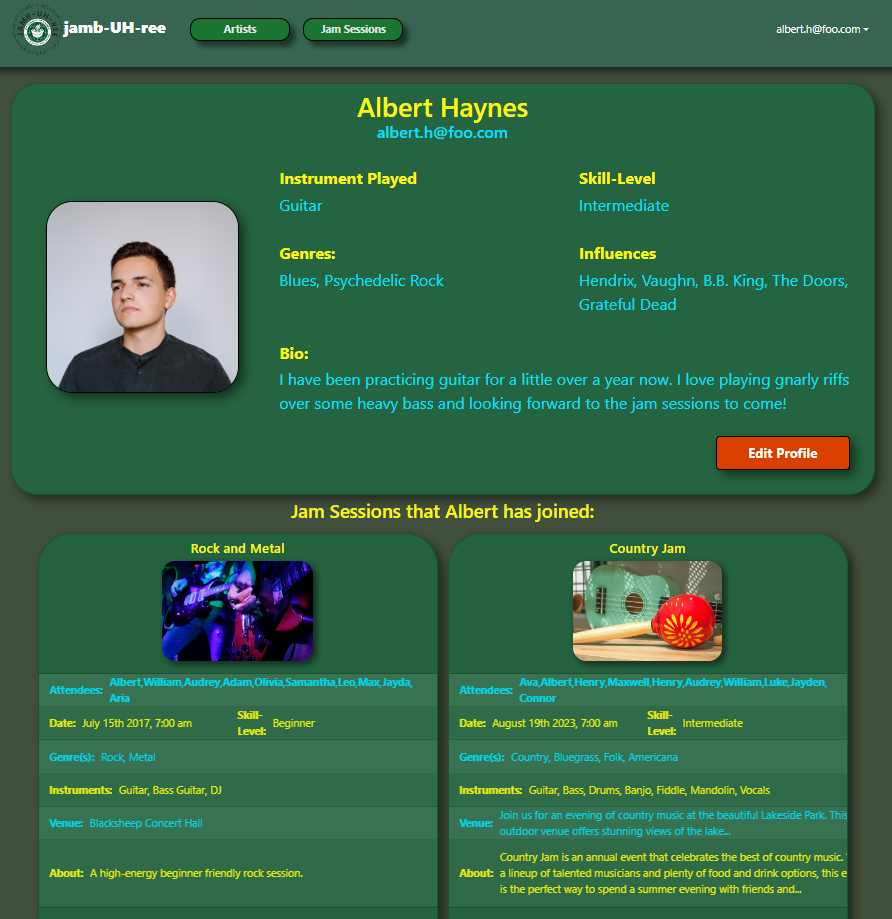 JAMB-UH-REE
jamb-UH-ree
Artists
Jam Sessions
albert.h@foo.com
Albert Haynes
albert.h@foo.com
Instrument Played
Skill-Level
Guitar
Intermediate
Genres:
Influences
Blues, Psychedelic Rock
Hendrix, Vaughn, B.B. King, The Doors,
Grateful Dead
Bio:
I have been practicing guitar for a little over a year now. I love playing gnarly riffs
over some heavy bass and looking forward to the jam sessions to come!
Edit Profile
Jam Sessions that Albert has joined:
Rock and Metal
Attendees: Albert,William,Audrey,Adam,Olivia,Samantha,Leo,Max,Jayda,
Aria
Date: July 15th 2017, 7:00 am
Skill-
Level: Beginner
Genre(s): Rock, Metal
Instruments: Guitar, Bass Guitar, DJ
Venue: Blacksheep Concert Hall
About: A high-energy beginner friendly rock session.
Country Jam
Attendees: Ava,Albert,Henry,Maxwell,Henry,Audrey,William,Luke,Jayden,
Connor
Date: August 19th 2023, 7:00 am
Skill-
Level: Intermediate
Genre(s): Country, Bluegrass, Folk, Americana
Instruments: Guitar, Bass, Drums, Banjo, Fiddle, Mandolin, Vocals
Venue: Join us for an evening of country music at the beautiful Lakeside Park. This
outdoor venue offers stunning views of the lake...
About: Country Jam is an annual event that celebrates the best of country music.
a lineup of talented musicians and plenty of food and drink options, this e
is the perfect way to spend a summer evening with friends and...